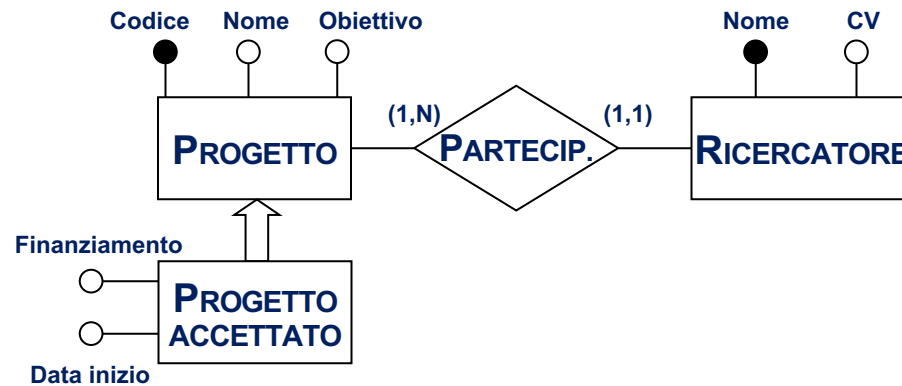 Codice Nome Obiettivo Nome CV
(1,N) (1,1)
PROGETTO PARTECIP. RICERCATORE
Finanziamento
PROGETTO
ACCETTATO
Data inizio